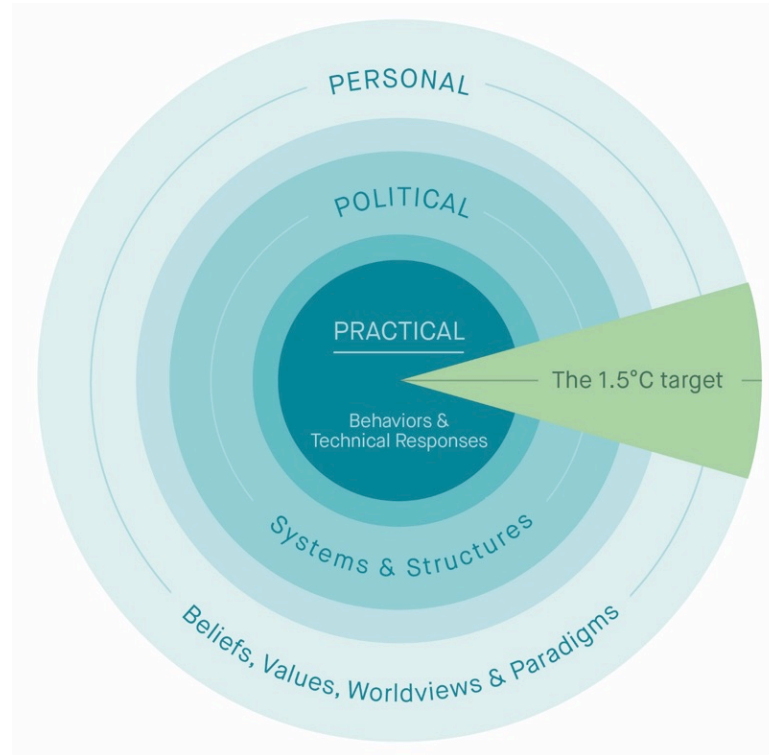 PERSONAL
POLITICAL
PRACTICAL
The 1.5°C target
Behaviors &
Technical Responses
Systems & Structures
Beliefs, Values, Worldviews & Paradigms